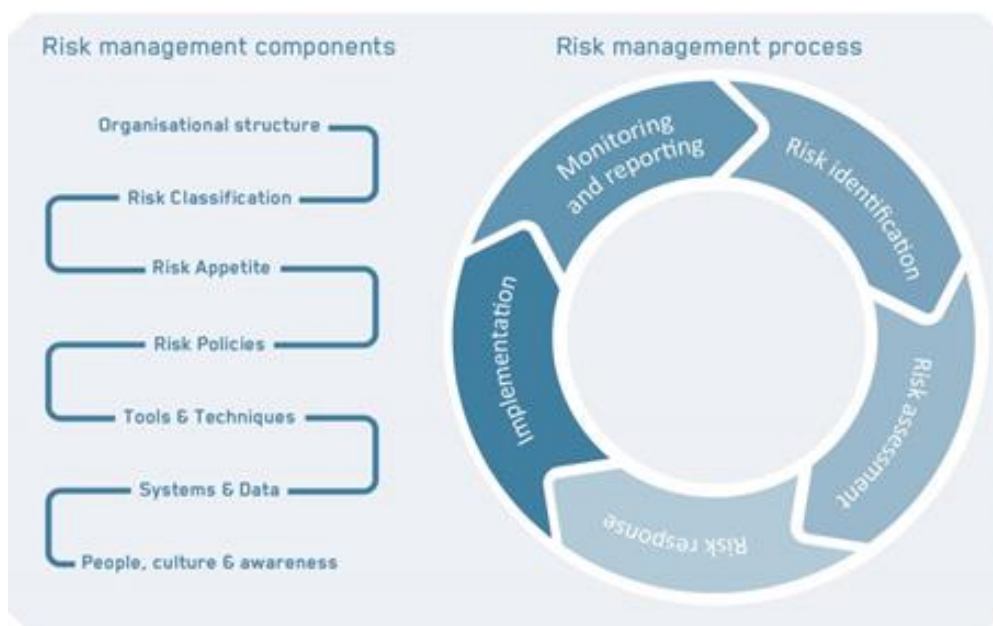 Risk management components
Organisational structure
Risk Classification
Risk Appetite
Risk Policies
Tools & Techniques
Systems & Data
People, culture & awareness
Risk management process
Monitoring
and reporting
Risk identification
Risk assessment
Risk response
Implementation